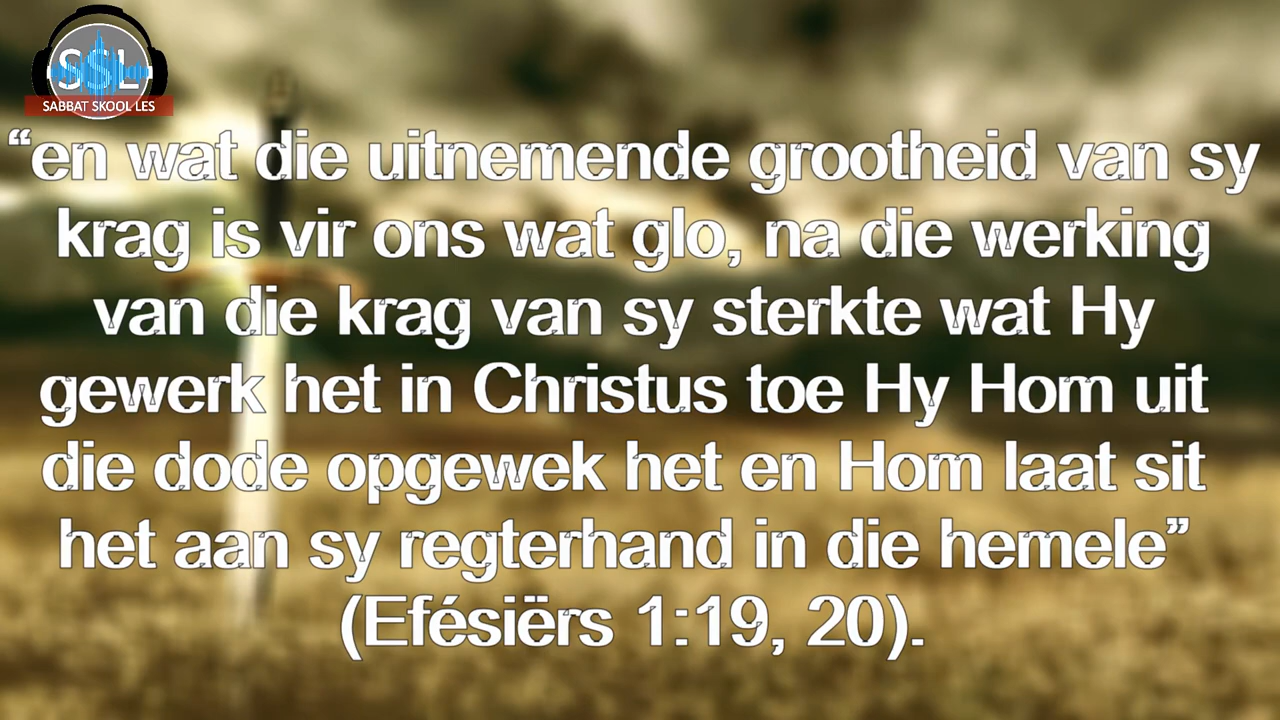 SSL
SABBAT SKOOL LES
“en wat die uitnemende grootheid van sy
krag is vir ons wat glo, na die werking
van die krag van sy sterkte wat Hy
gewerk het in Christus toe Hy Hom uit
die dode opgewek het en Hom laat sit
het aan sy regterhand in die hemele”
(Efésiërs 1:19, 20).